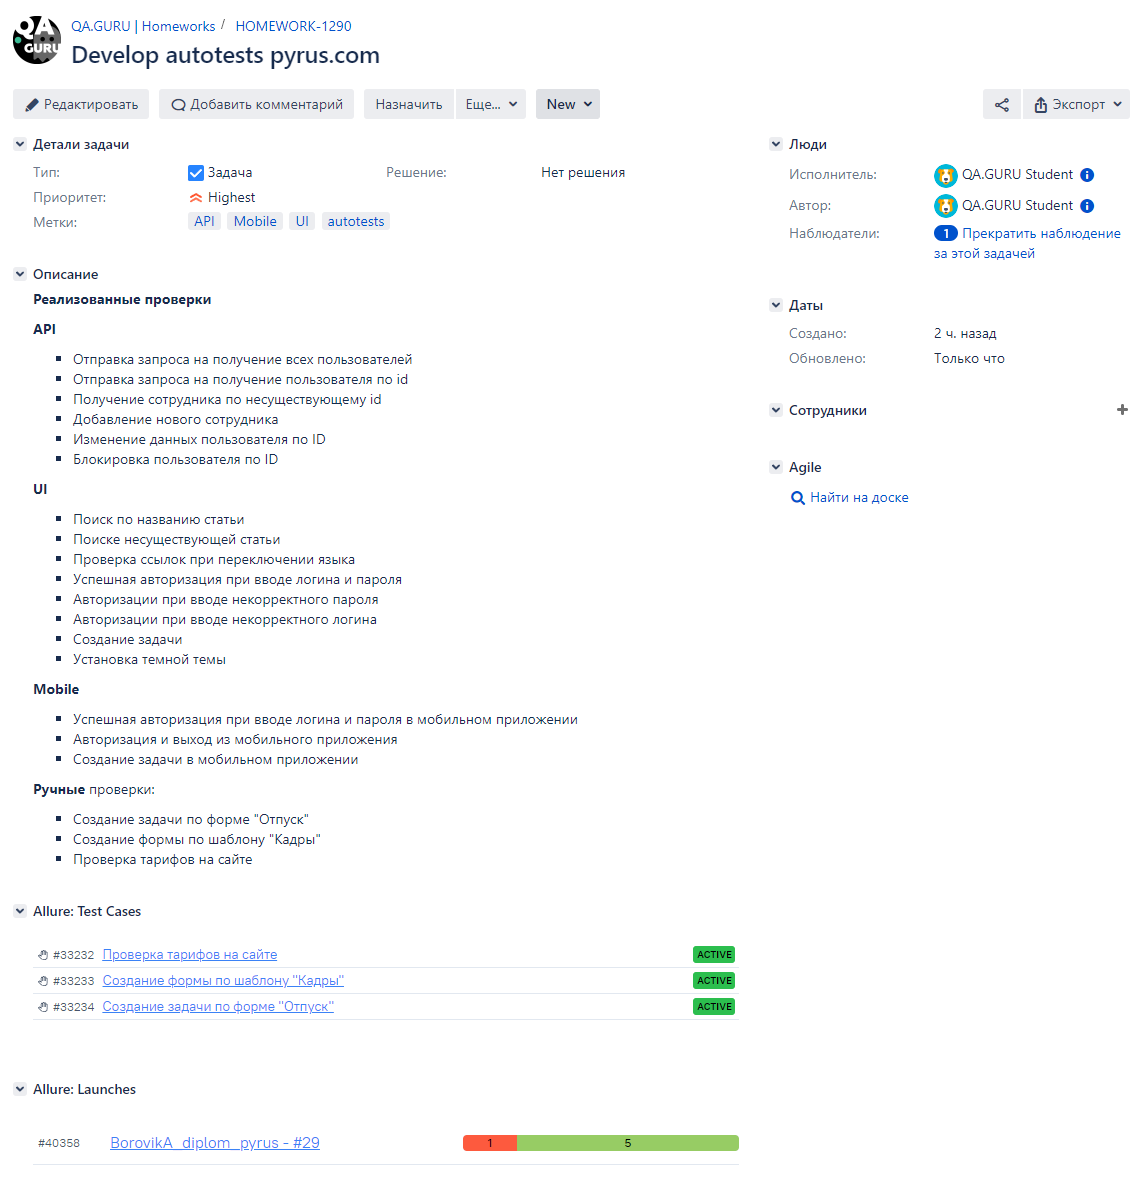 QA
GURU
QA.GURU | Homeworks / HOMEWORK-1290
Develop autotests pyrus.com
Редактировать Добавить комментарий Назначить Еще... New Экспорт
Детали задачи
Тип: Задача Решение: Нет решения
Приоритет: Highest
Метки: API Mobile UI autotests
Описание
Реализованные проверки
API
Отправка запроса на получение всех пользователей
Отправка запроса на получение пользователя по id
Получение сотрудника по несуществующему id
Добавление нового сотрудника
Изменение данных пользователя по ID
Блокировка пользователя по ID
UI
Поиск по названию статьи
Поиске несуществующей статьи
Проверка ссылок при переключении языка
Успешная авторизация при вводе логина и пароля
Авторизации при вводе некорректного пароля
Авторизации при вводе некорректного логина
Создание задачи
Установка темной темы
Mobile
Успешная авторизация при вводе логина и пароля в мобильном приложении
Авторизация и выход из мобильного приложения
Создание задачи в мобильном приложении
Ручные проверки:
Создание задачи по форме "Отпуск"
Создание формы по шаблону "Кадры"
Проверка тарифов на сайте
Allure: Test Cases
#33232 Проверка тарифов на сайте ACTIVE
#33233 Создание формы по шаблону "Кадры" ACTIVE
#33234 Создание задачи по форме "Отпуск" ACTIVE
Allure: Launches
#40358 BorovikA_diplom_pyrus - #29 1 5
Люди
Исполнитель: QA.GURU Student
Автор: QA.GURU Student
Наблюдатели: 1 Прекратить наблюдение
за этой задачей
Даты
Создано: 2 ч. назад
Обновлено: Только что
Сотрудники
Agile
Найти на доске